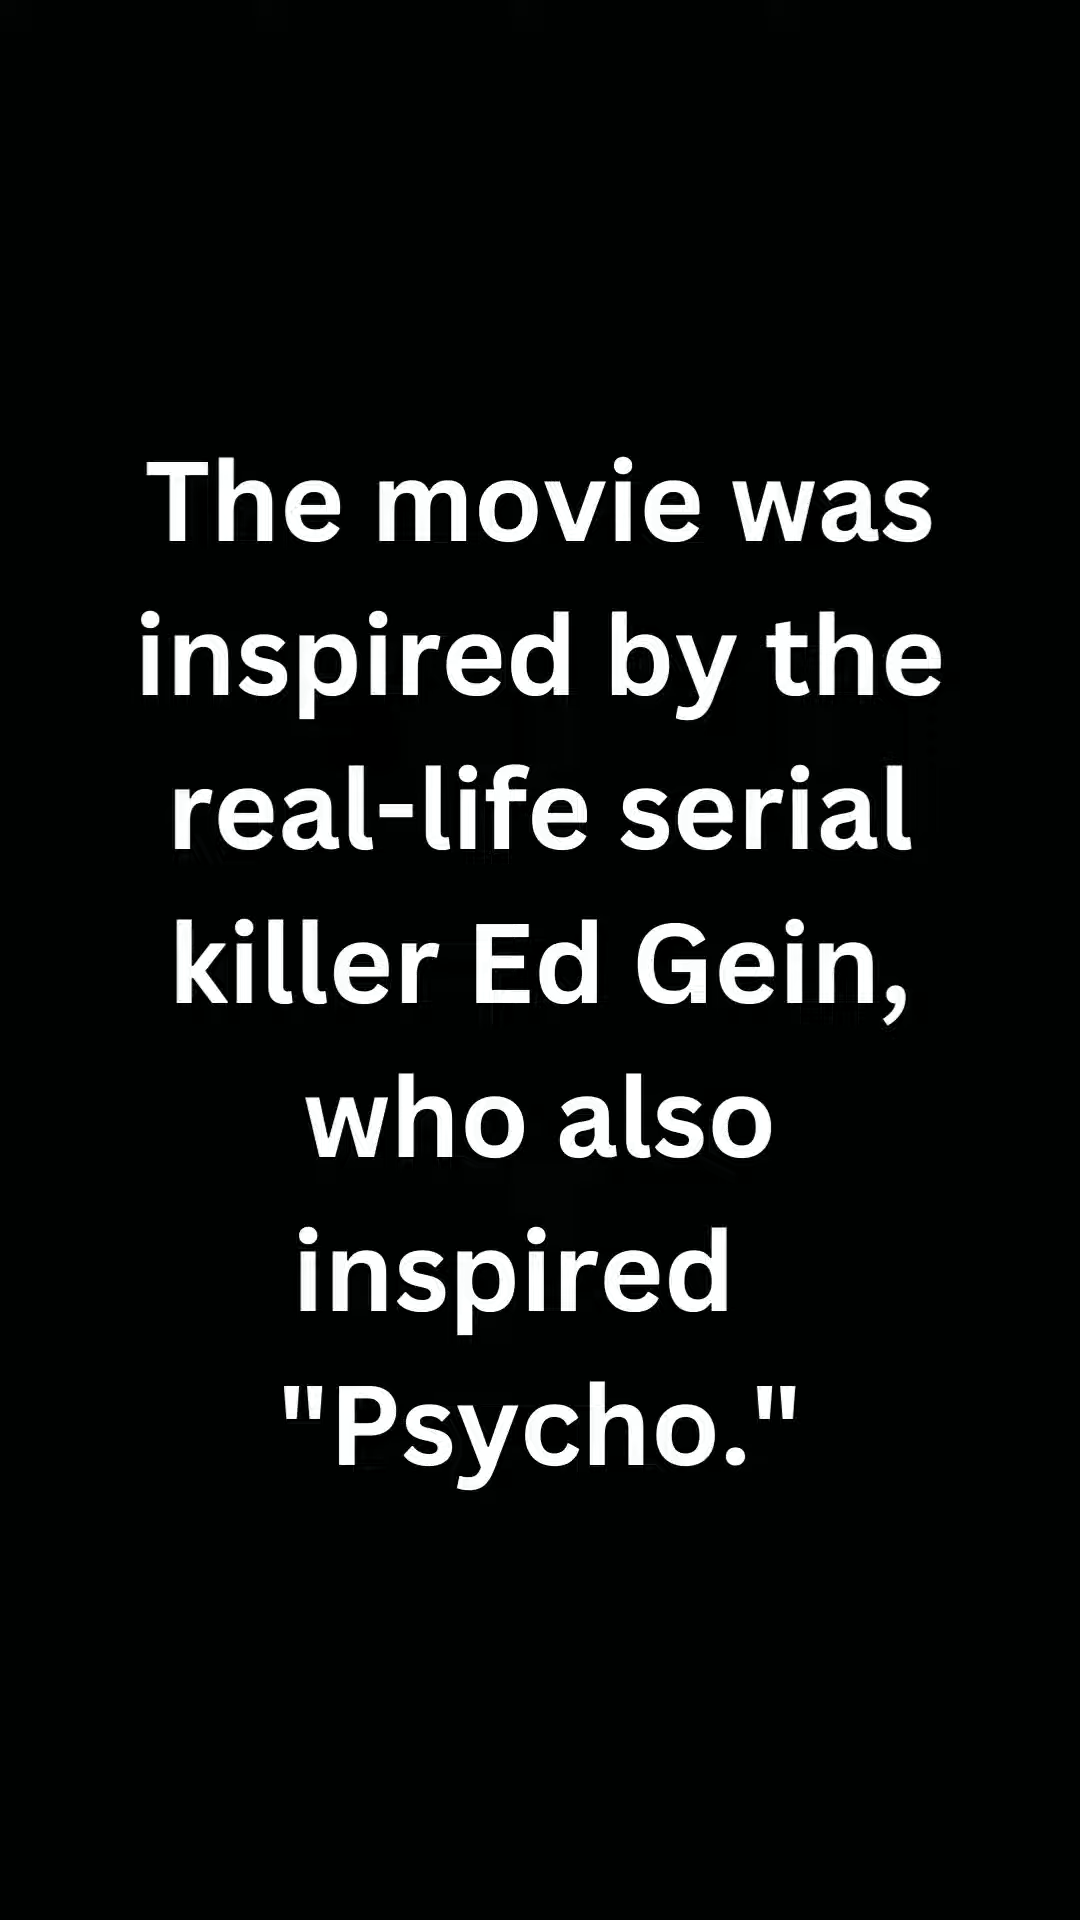 The movie was
inspired by the
real-life serial
killer Ed Gein,
who also
inspired
"Psycho."